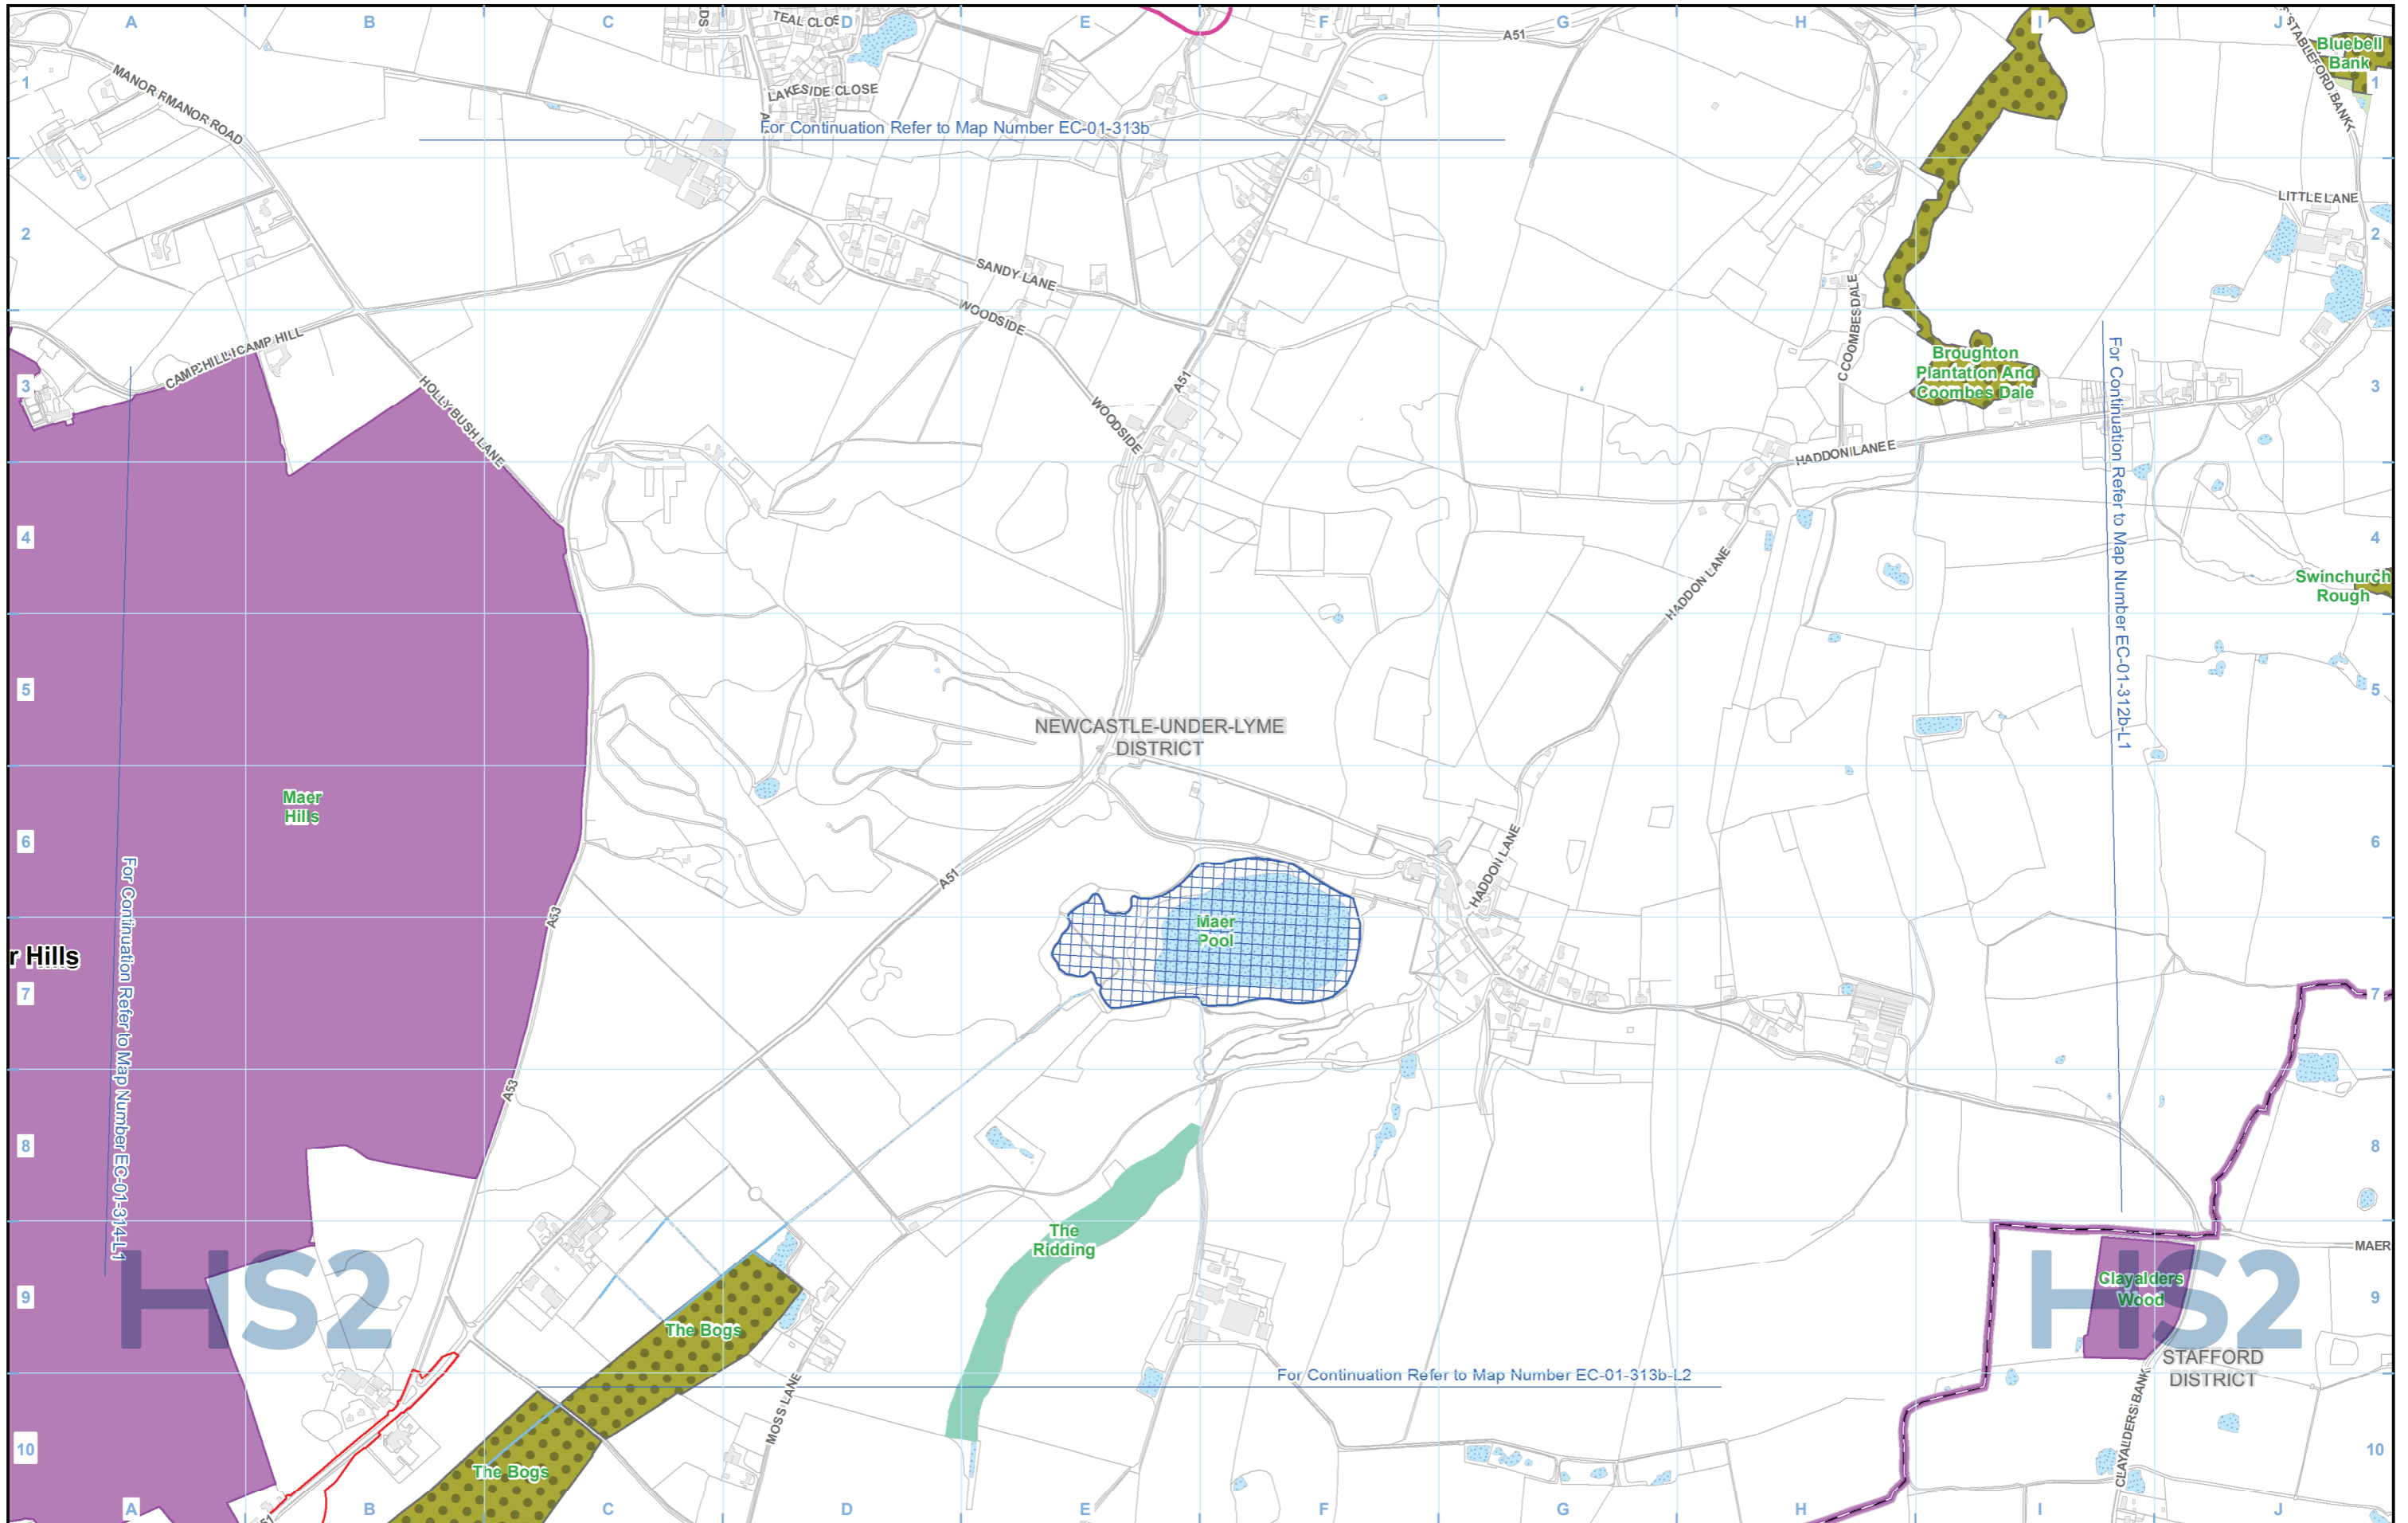 A B C D E F G H I J
TEAL CLOS
A51
STABLEFORD BANK
Bluebell
Bank
1
1
MANOR R MANOR ROAD
LAKESIDE CLOSE
For Continuation Refer to Map Number EC-01-313b
LITTLE LANE
2
2
SANDY LANE
WOODSIDE
COOMBESDALE
CAMP HILL
CAMP HILL
3
3
HOLLY BUSH LANE
WOODSIDE
A51
Broughton
Plantation And
Coombes Dale
For Continuation Refer to Map Number EC-01-312b-L1
HADDON LANE E
4
4
HADDON LANE
Swinchurch
Rough
5
5
NEWCASTLE-UNDER-LYME
DISTRICT
Maer
Hills
6
6
HADDON LANE
A51
A53
Maer
Pool
r Hills
For Continuation Refer to Map Number EC-01-314-L1
7
7
A53
8
8
The
Ridding
MAER
HS2
HS2
Clayalders
Wood
9
9
The Bogs
STAFFORD
DISTRICT
For Continuation Refer to Map Number EC-01-313b-L2
MOSS LANE
CLAYALDERS BANK
10
10
The Bogs
A B C D E F G H I J